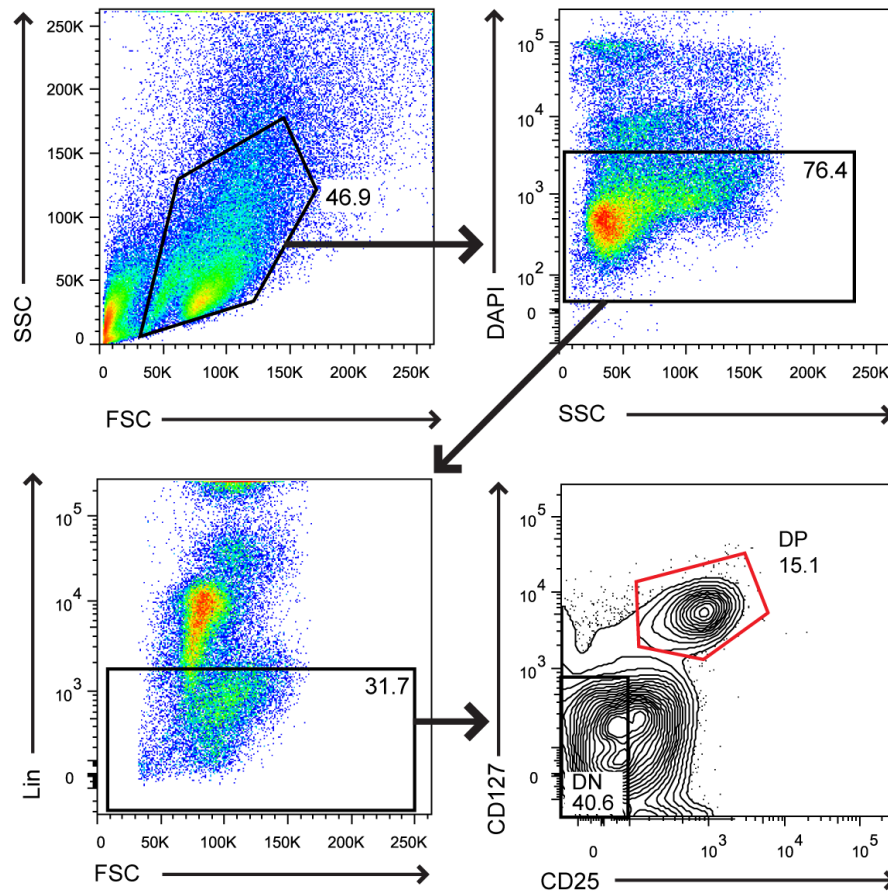 250K
200K
150K
100K
50K
0
SSC
46.9
0 50K 100K 150K 200K 250K
FSC
10^5
10^4
10^3
10^2
0
DAPI
76.4
0 50K 100K 150K 200K 250K
SSC
10^5
10^4
10^3
0
Lin
31.7
0 50K 100K 150K 200K 250K
FSC
10^5
10^4
10^3
0
CD127
DP
15.1
DN
40.6
0 10^3 10^4 10^5
CD25